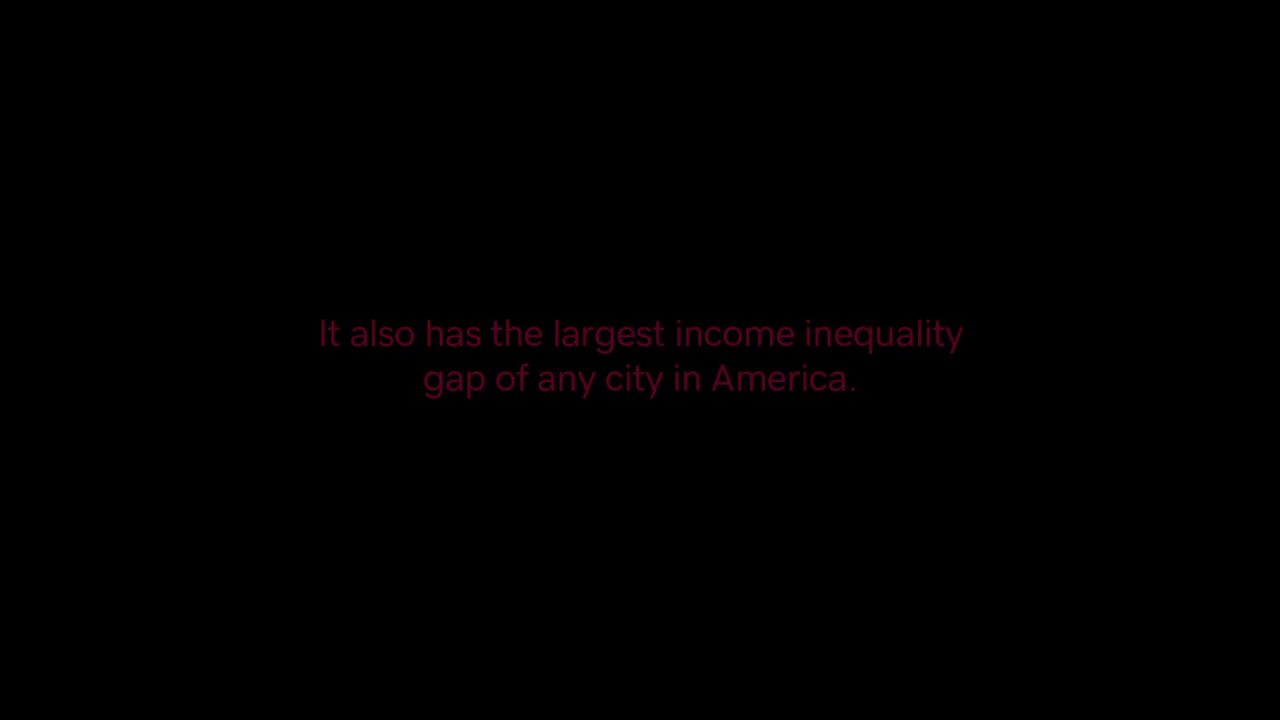 It also has the largest income inequality
gap of any city in America.